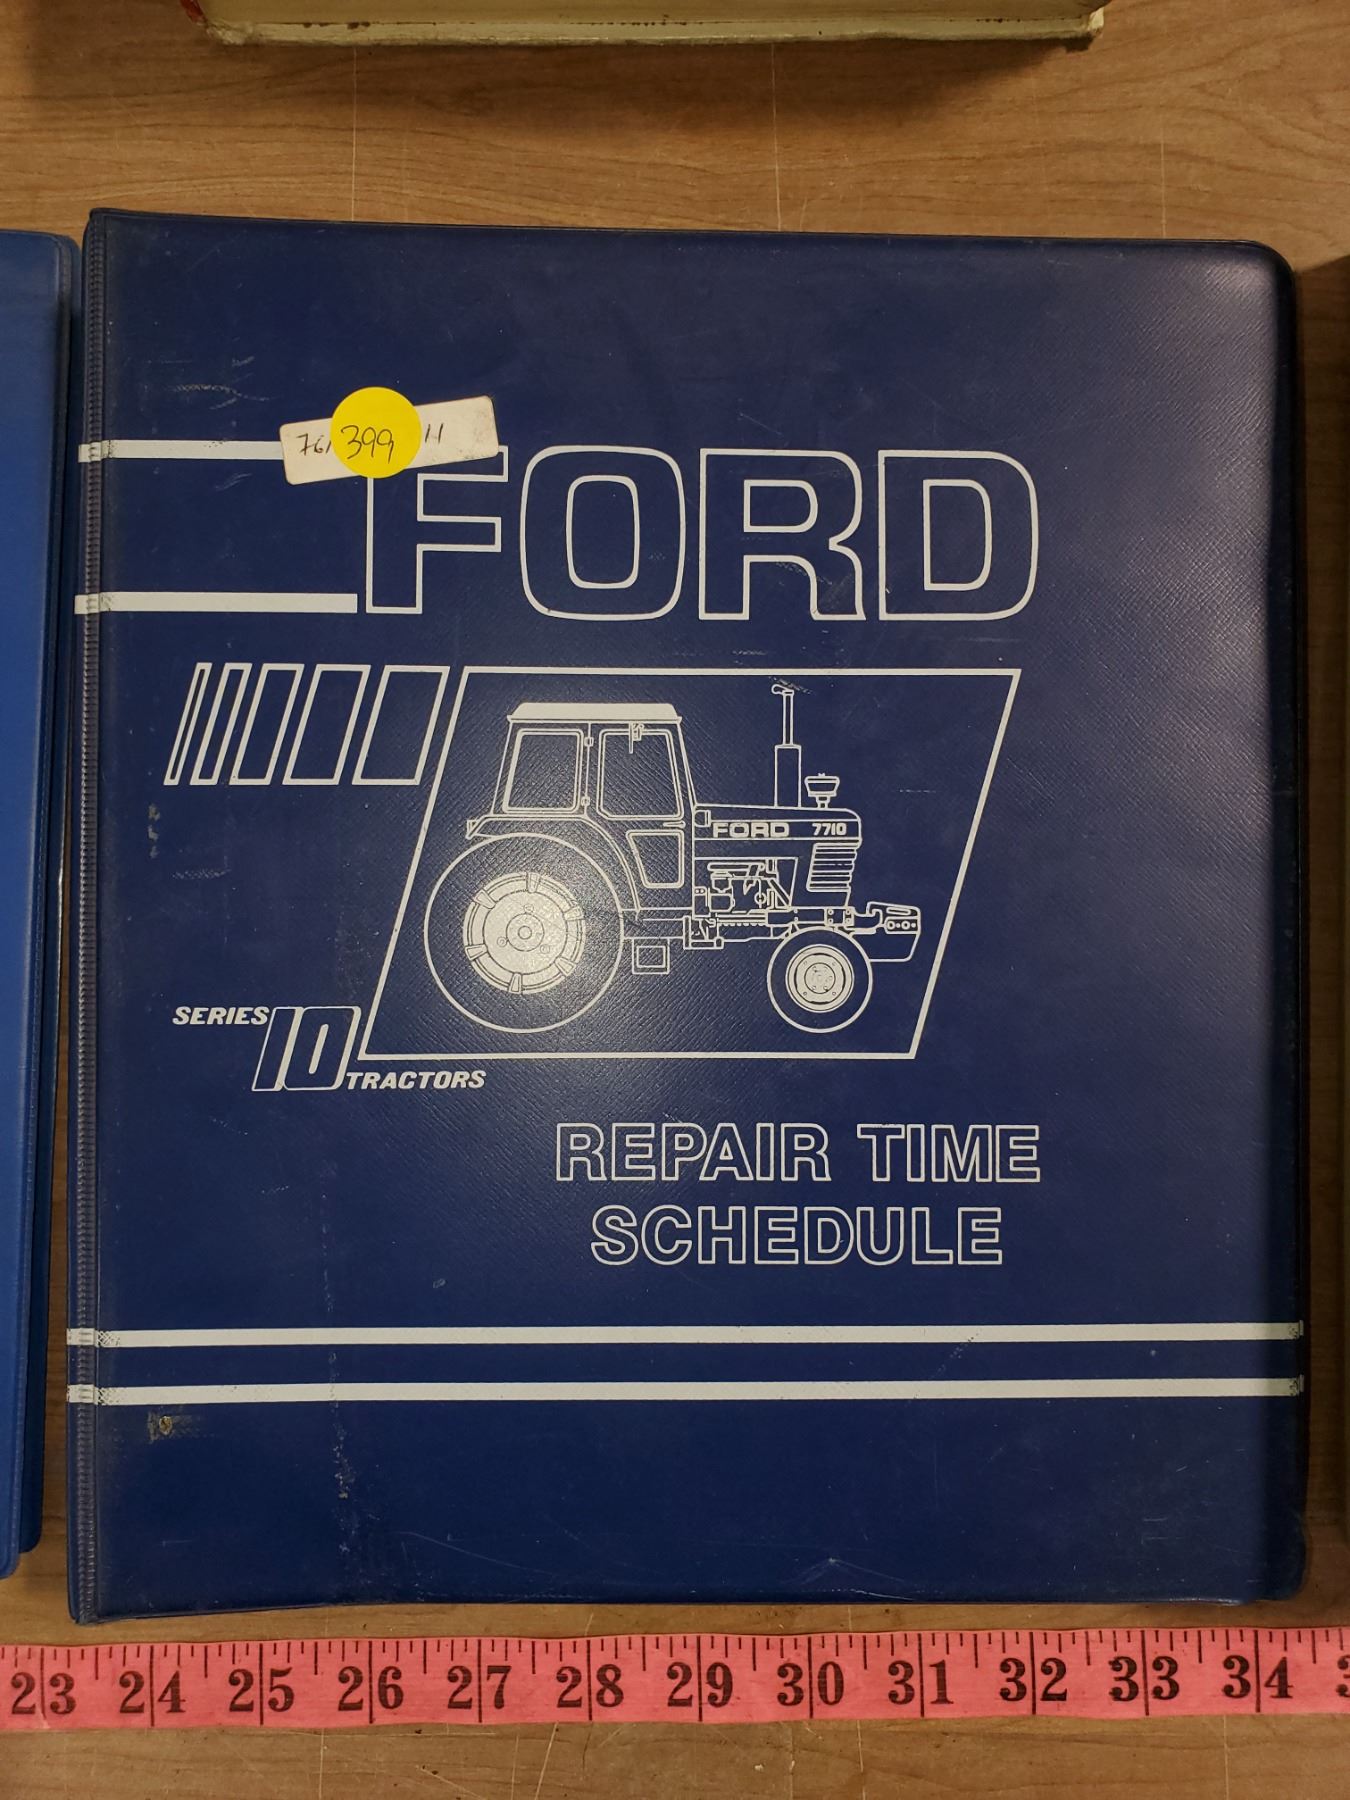 399
11
FORD
FORD 7710
SERIES 10 TRACTORS
REPAIR TIME
SCHEDULE
23 24 25 26 27 28 29 30 31 32 33 34